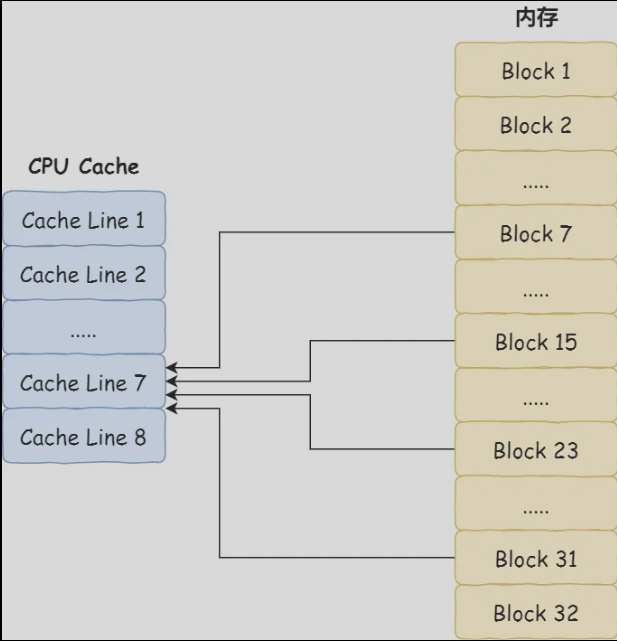 CPU Cache
Cache Line 1
Cache Line 2
.....
Cache Line 7
Cache Line 8
内存
Block 1
Block 2
.....
Block 7
.....
Block 15
.....
Block 23
.....
Block 31
Block 32